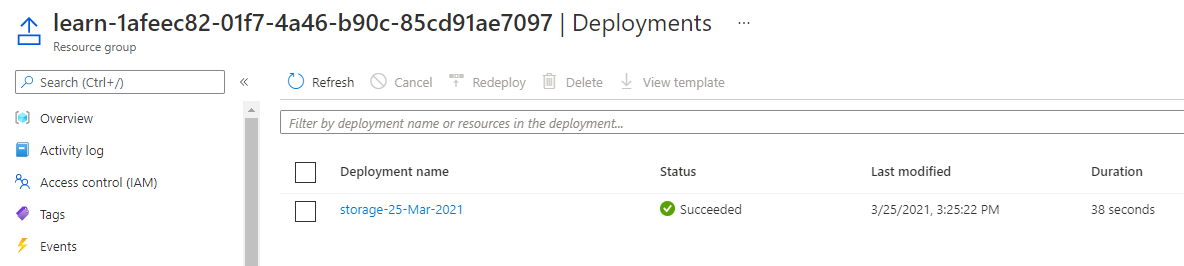 learn-1afeec82-01f7-4a46-b90c-85cd91ae7097 | Deployments ...
Resource group
Search (Ctrl+/) «
Refresh Cancel Redeploy Delete View template
Overview
Activity log
Access control (IAM)
Tags
Events
Filter by deployment name or resources in the deployment...
Deployment name Status Last modified Duration
storage-25-Mar-2021 Succeeded 3/25/2021, 3:25:22 PM 38 seconds